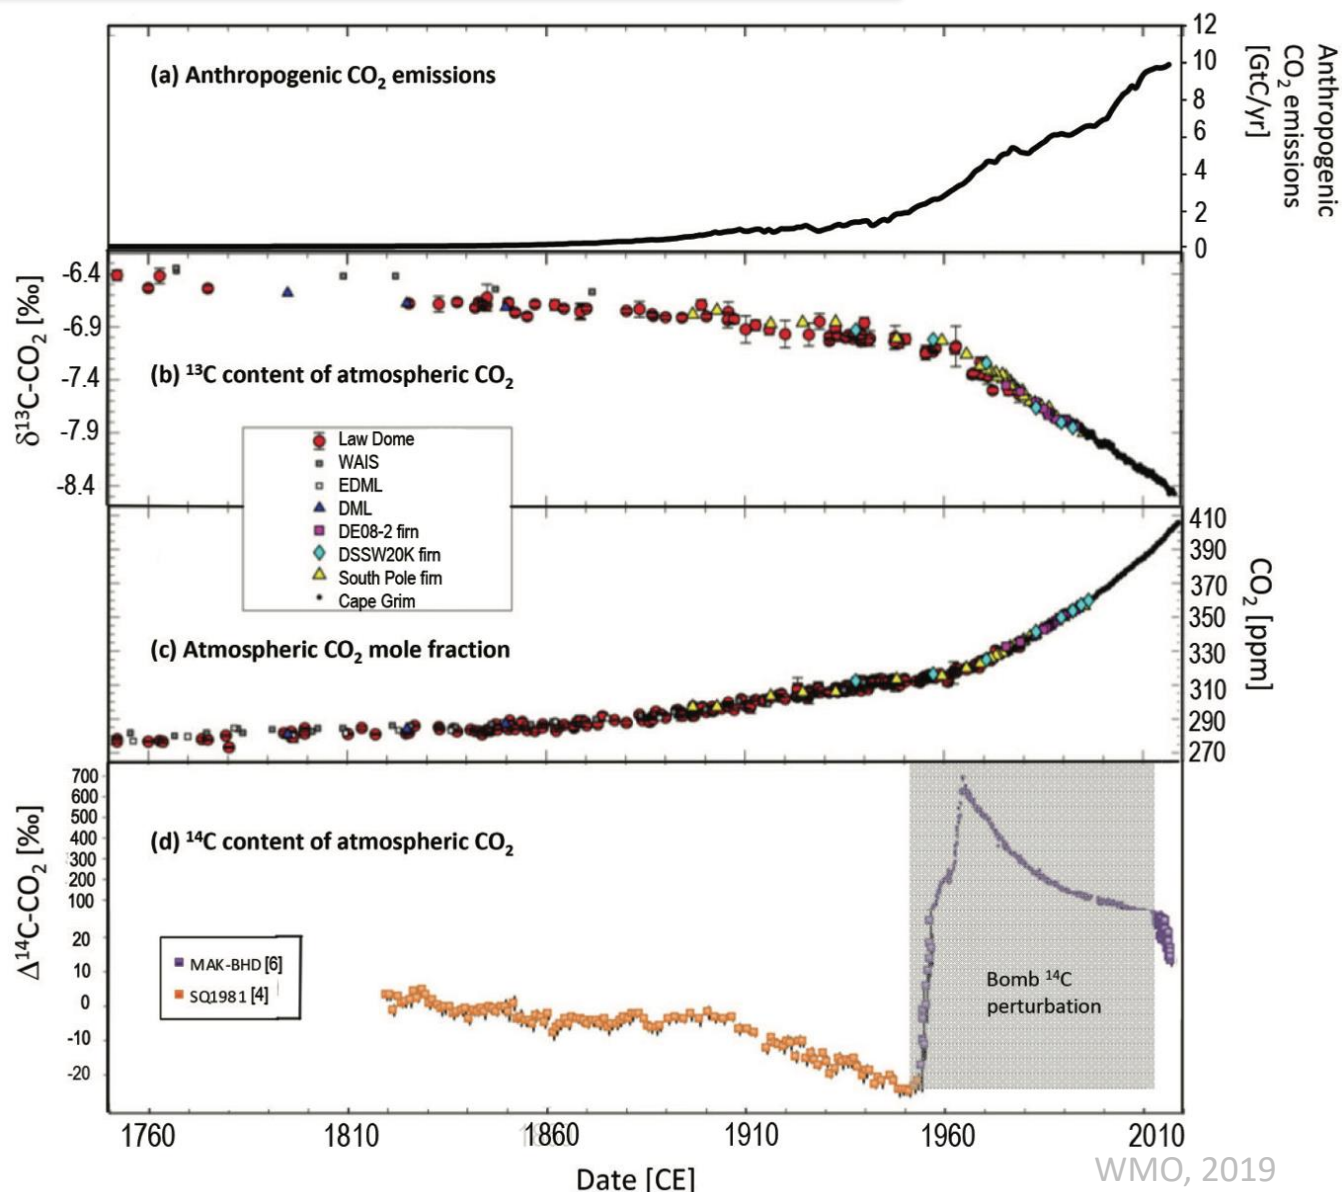 (a) Anthropogenic CO₂ emissions
12
10
8
6
4
2
0
Anthropogenic
CO₂ emissions
[GtC/yr]
δ¹³C-CO₂ [‰]
-6.4
-6.9
-7.4
-7.9
-8.4
(b) ¹³C content of atmospheric CO₂
Law Dome
WAIS
EDML
DML
DE08-2 firn
DSSW20K firn
South Pole firn
Cape Grim
(c) Atmospheric CO₂ mole fraction
410
390
370
350
330
310
290
270
CO₂ [ppm]
Δ¹⁴C-CO₂ [‰]
700
600
500
400
300
200
100
20
10
0
-10
-20
(d) ¹⁴C content of atmospheric CO₂
MAK-BHD [6]
SQ1981 [4]
Bomb ¹⁴C
perturbation
1760
1810
1860
1910
1960
2010
Date [CE]
WMO, 2019